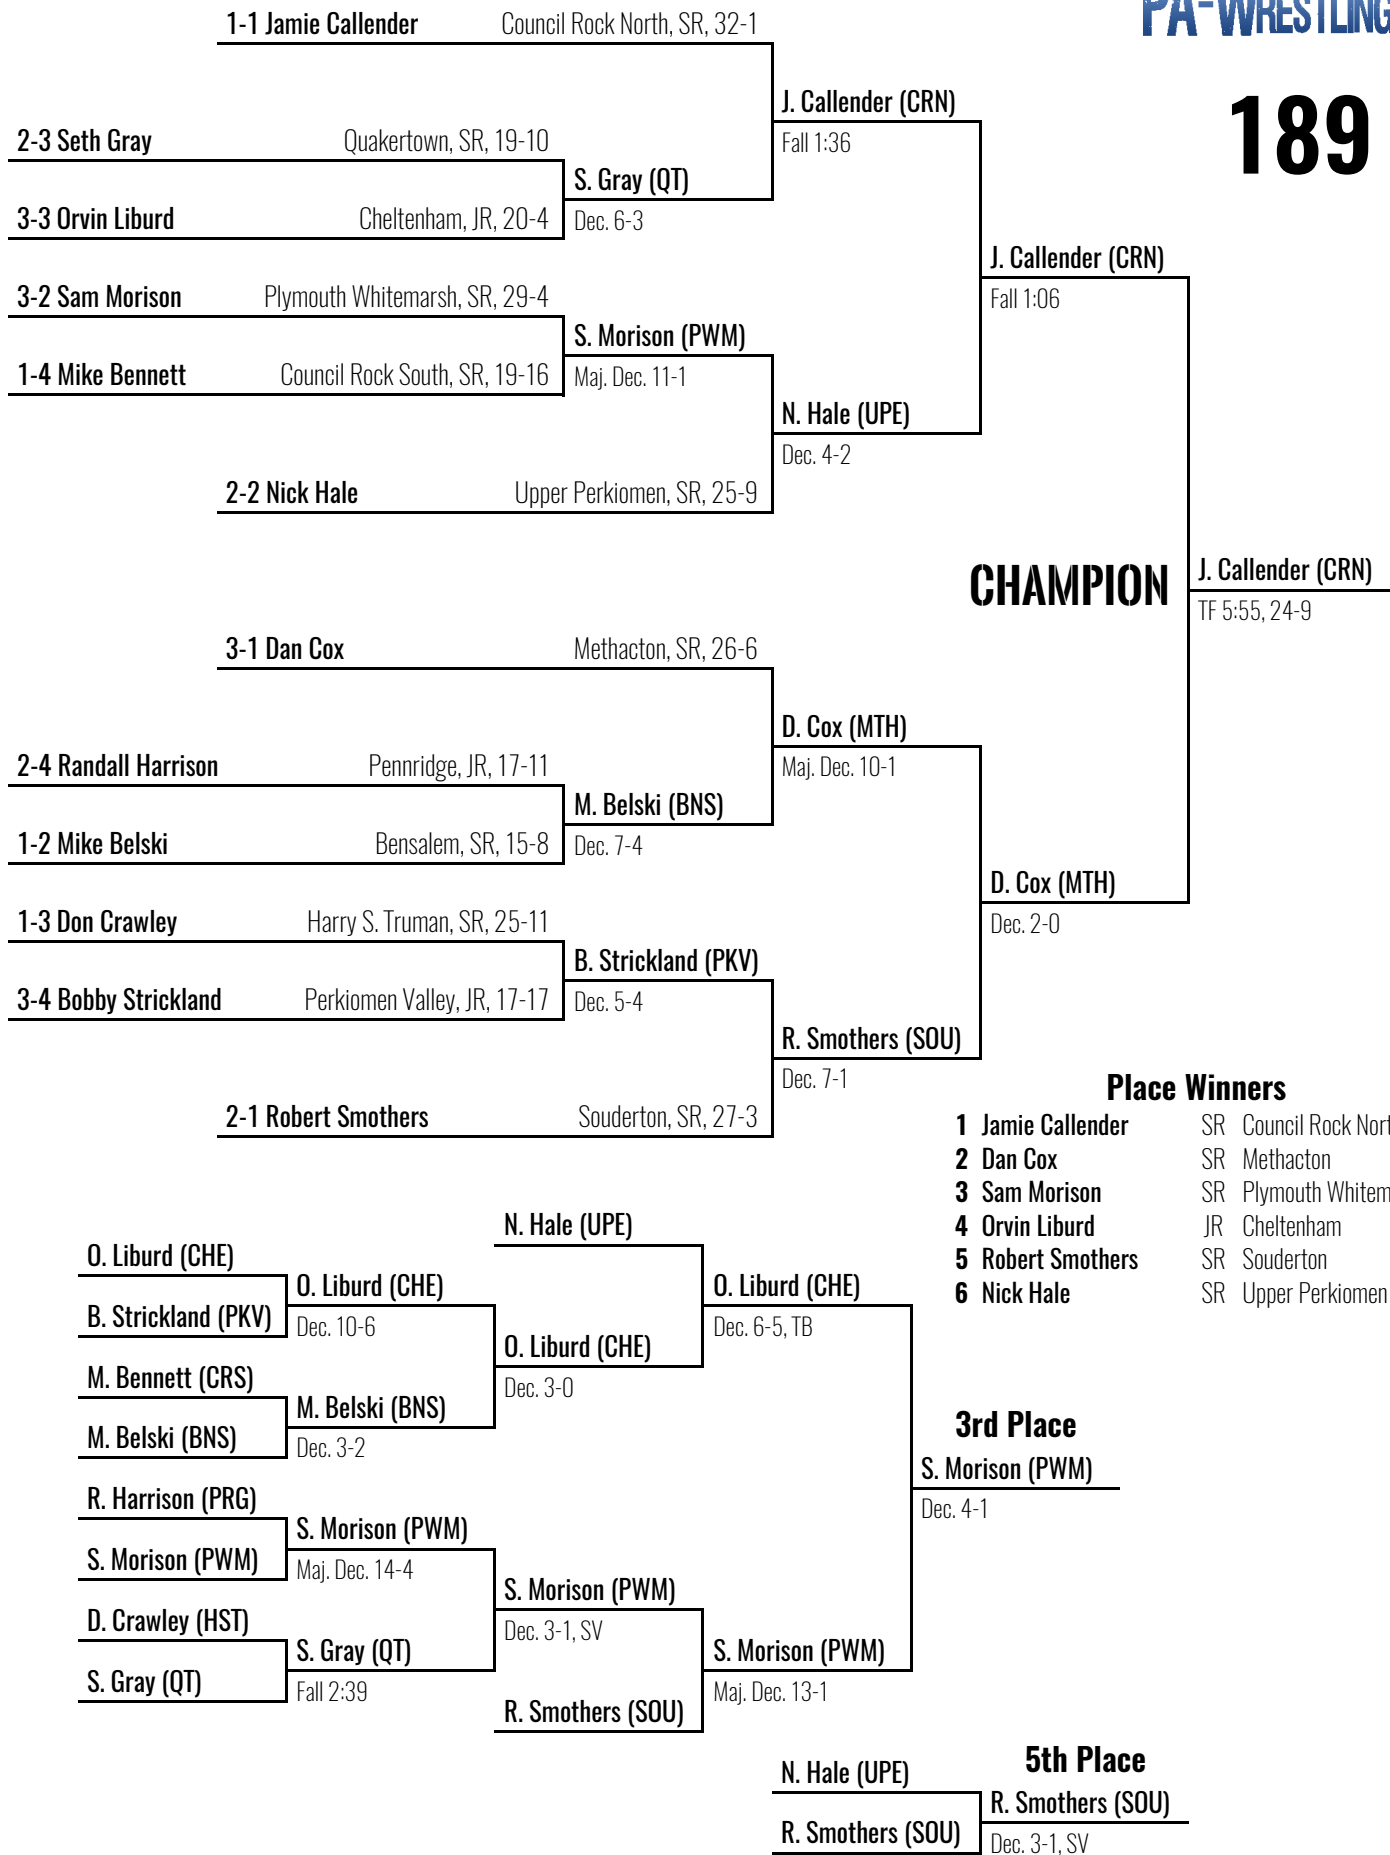 PA-WRESTLING
189
1-1 Jamie Callender Council Rock North, SR, 32-1
J. Callender (CRN)
Fall 1:36
2-3 Seth Gray Quakertown, SR, 19-10
S. Gray (QT)
Dec. 6-3
3-3 Orvin Liburd Cheltenham, JR, 20-4
J. Callender (CRN)
Fall 1:06
3-2 Sam Morison Plymouth Whitemarsh, SR, 29-4
S. Morison (PWM)
Maj. Dec. 11-1
1-4 Mike Bennett Council Rock South, SR, 19-16
N. Hale (UPE)
Dec. 4-2
2-2 Nick Hale Upper Perkiomen, SR, 25-9
CHAMPION
J. Callender (CRN)
TF 5:55, 24-9
3-1 Dan Cox Methacton, SR, 26-6
D. Cox (MTH)
Maj. Dec. 10-1
2-4 Randall Harrison Pennridge, JR, 17-11
M. Belski (BNS)
Dec. 7-4
1-2 Mike Belski Bensalem, SR, 15-8
D. Cox (MTH)
Dec. 2-0
1-3 Don Crawley Harry S. Truman, SR, 25-11
B. Strickland (PKV)
Dec. 5-4
3-4 Bobby Strickland Perkiomen Valley, JR, 17-17
R. Smothers (SOU)
Dec. 7-1
2-1 Robert Smothers Souderton, SR, 27-3
Place Winners
1 Jamie Callender SR Council Rock Nort
2 Dan Cox SR Methacton
3 Sam Morison SR Plymouth Whitem
4 Orvin Liburd JR Cheltenham
5 Robert Smothers SR Souderton
6 Nick Hale SR Upper Perkiomen
N. Hale (UPE)
O. Liburd (CHE)
O. Liburd (CHE)
Dec. 10-6
B. Strickland (PKV)
O. Liburd (CHE)
Dec. 6-5, TB
O. Liburd (CHE)
Dec. 3-0
M. Bennett (CRS)
M. Belski (BNS)
Dec. 3-2
M. Belski (BNS)
3rd Place
S. Morison (PWM)
Dec. 4-1
R. Harrison (PRG)
S. Morison (PWM)
Maj. Dec. 14-4
S. Morison (PWM)
S. Morison (PWM)
Dec. 3-1, SV
D. Crawley (HST)
S. Gray (QT)
Fall 2:39
S. Gray (QT)
S. Morison (PWM)
Maj. Dec. 13-1
R. Smothers (SOU)
5th Place
N. Hale (UPE)
R. Smothers (SOU)
Dec. 3-1, SV
R. Smothers (SOU)